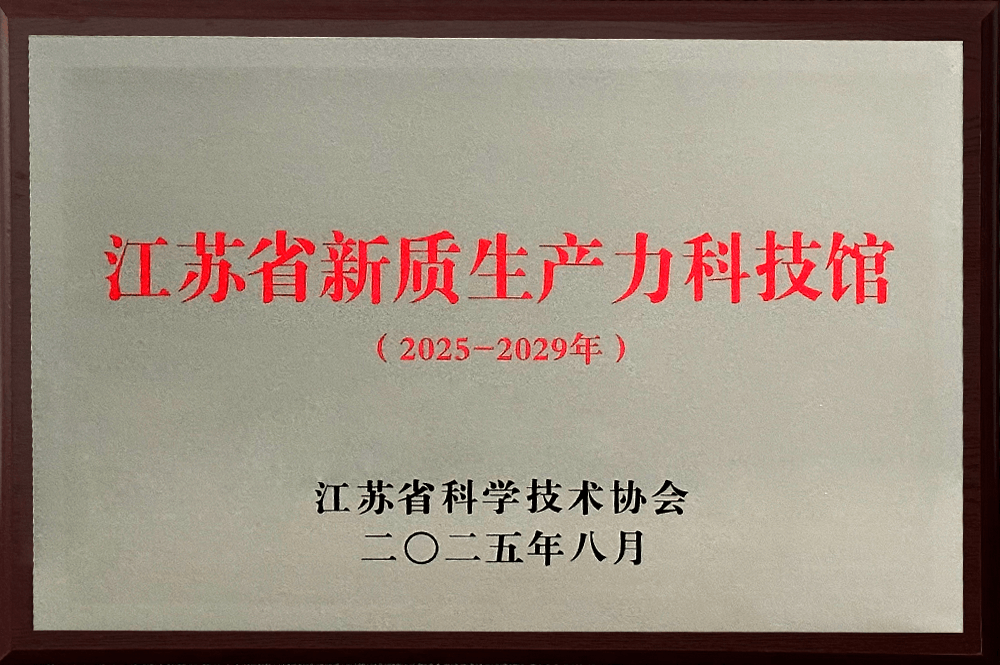 江苏省新质生产力科技馆
（2025-2029年）
江苏省科学技术协会
二〇二五年八月